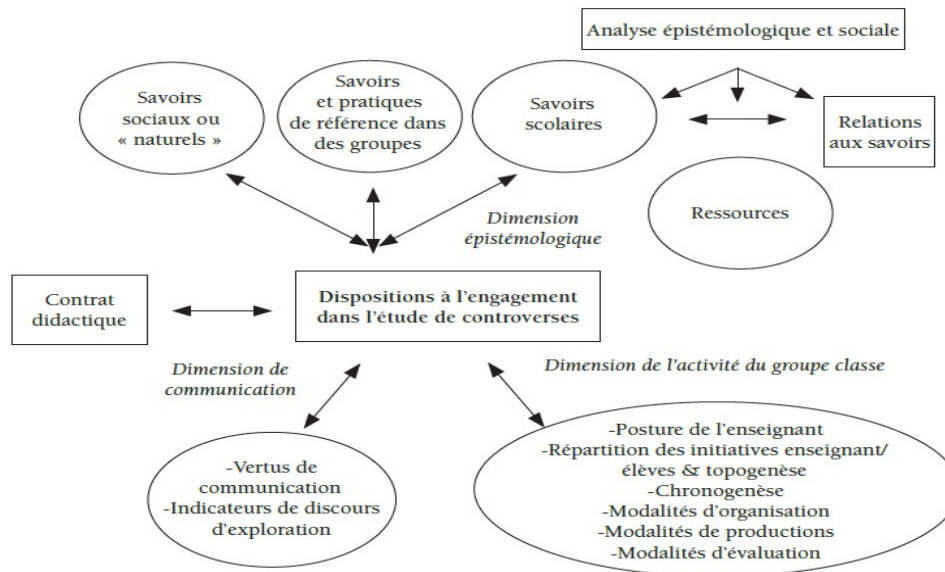 Analyse épistémologique et sociale
Savoirs
sociaux ou
« naturels »
Savoirs
et pratiques
de référence dans
des groupes
Savoirs
scolaires
Relations
aux savoirs
Ressources
Dimension
épistémologique
Contrat
didactique
Dispositions à l'engagement
dans l'étude de controverses
Dimension de
communication
Dimension de l'activité du groupe classe
-Vertus de
communication
-Indicateurs de discours
d'exploration
-Posture de l'enseignant
-Répartition des initiatives enseignant/
élèves & topogenèse
-Chronogenèse
-Modalités d'organisation
-Modalités de productions
-Modalités d'évaluation